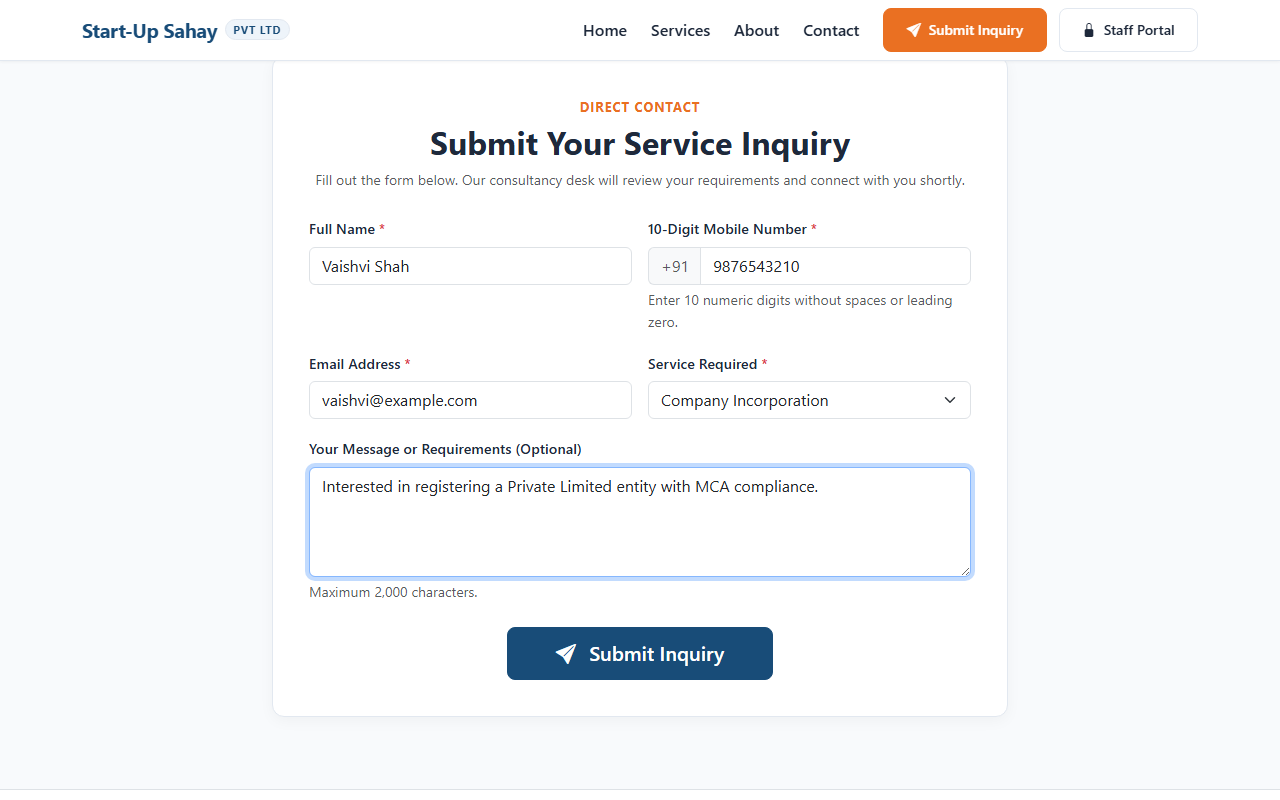 Start-Up Sahay PVT LTD
Home Services About Contact Submit Inquiry Staff Portal
DIRECT CONTACT
Submit Your Service Inquiry
Fill out the form below. Our consultancy desk will review your requirements and connect with you shortly.
Full Name *
Vaishvi Shah
10-Digit Mobile Number *
+91 9876543210
Enter 10 numeric digits without spaces or leading
zero.
Email Address *
vaishvi@example.com
Service Required *
Company Incorporation
Your Message or Requirements (Optional)
Interested in registering a Private Limited entity with MCA compliance.
Maximum 2,000 characters.
Submit Inquiry